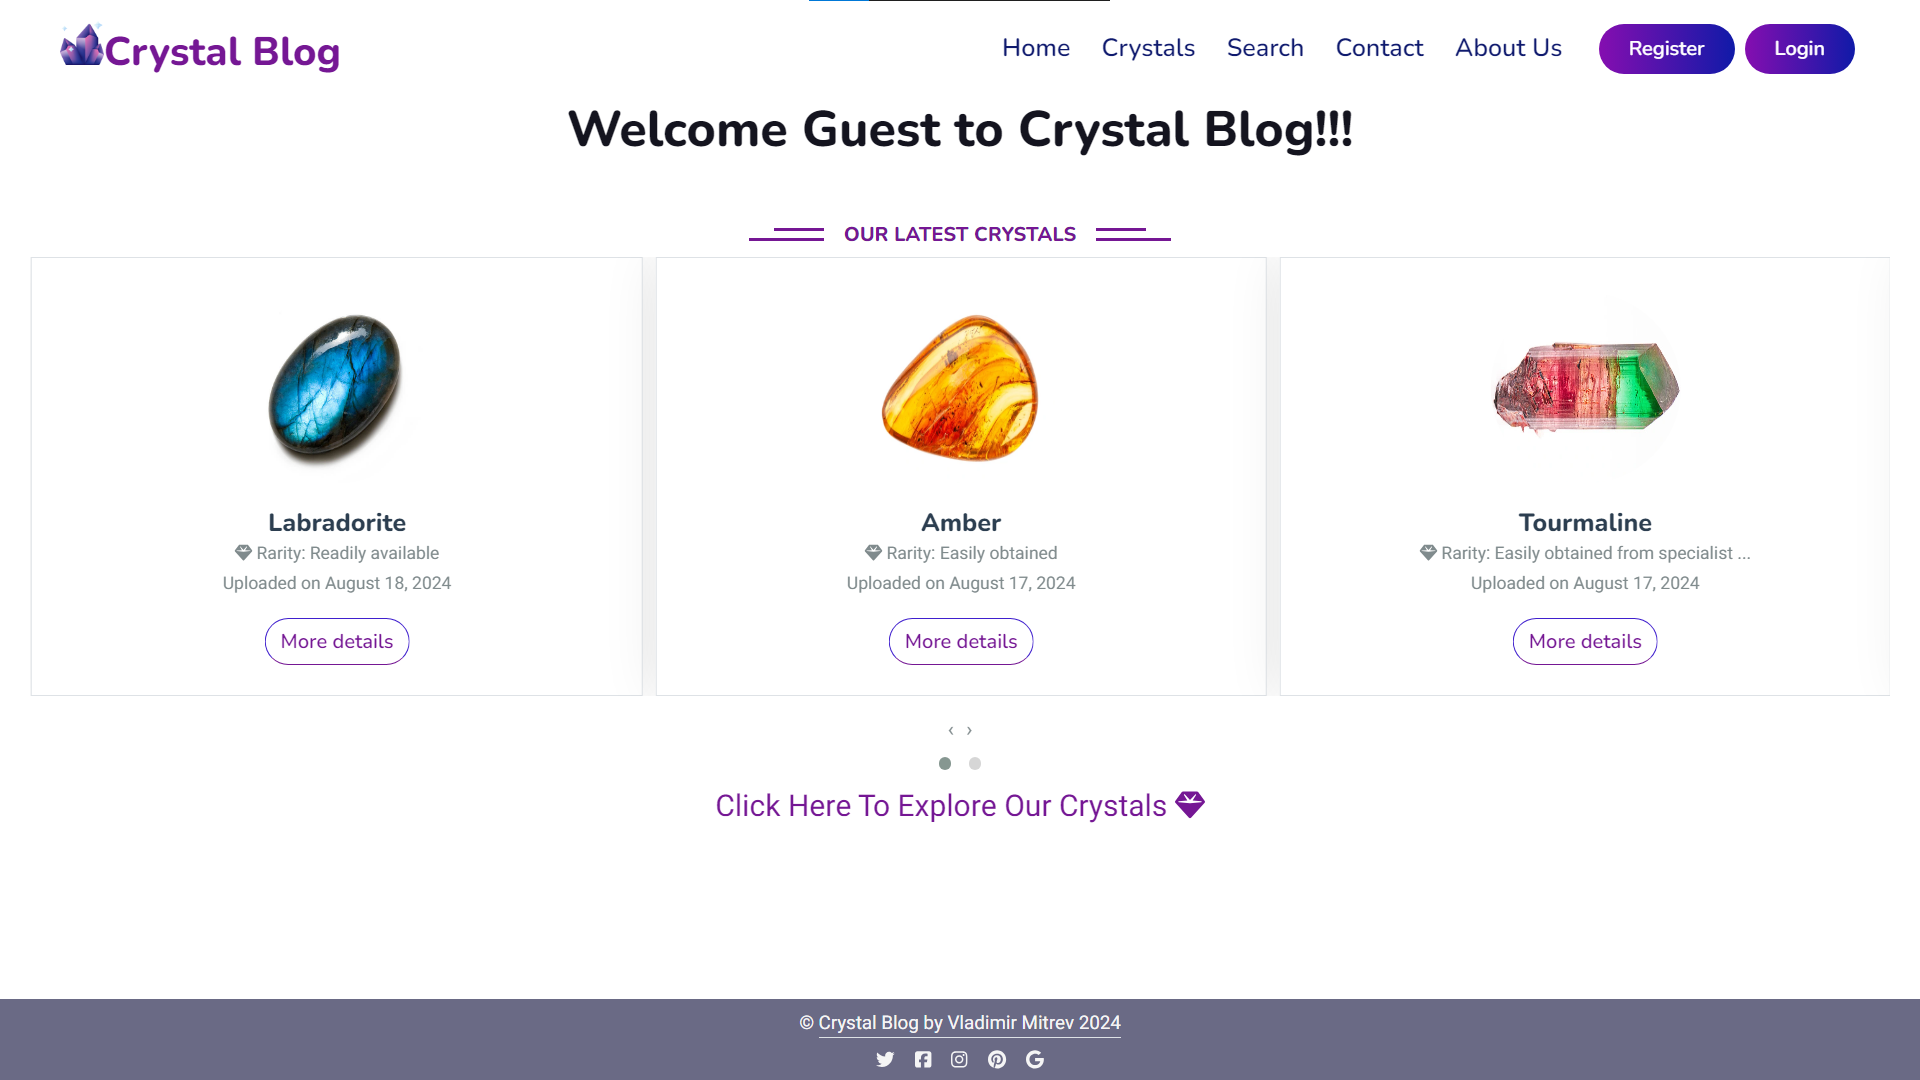 Crystal Blog
Home Crystals Search Contact About Us Register Login
Welcome Guest to Crystal Blog!!!
OUR LATEST CRYSTALS
Labradorite
Rarity: Readily available
Uploaded on August 18, 2024
More details
Amber
Rarity: Easily obtained
Uploaded on August 17, 2024
More details
Tourmaline
Rarity: Easily obtained from specialist ...
Uploaded on August 17, 2024
More details
‹ ›
Click Here To Explore Our Crystals
© Crystal Blog by Vladimir Mitrev 2024